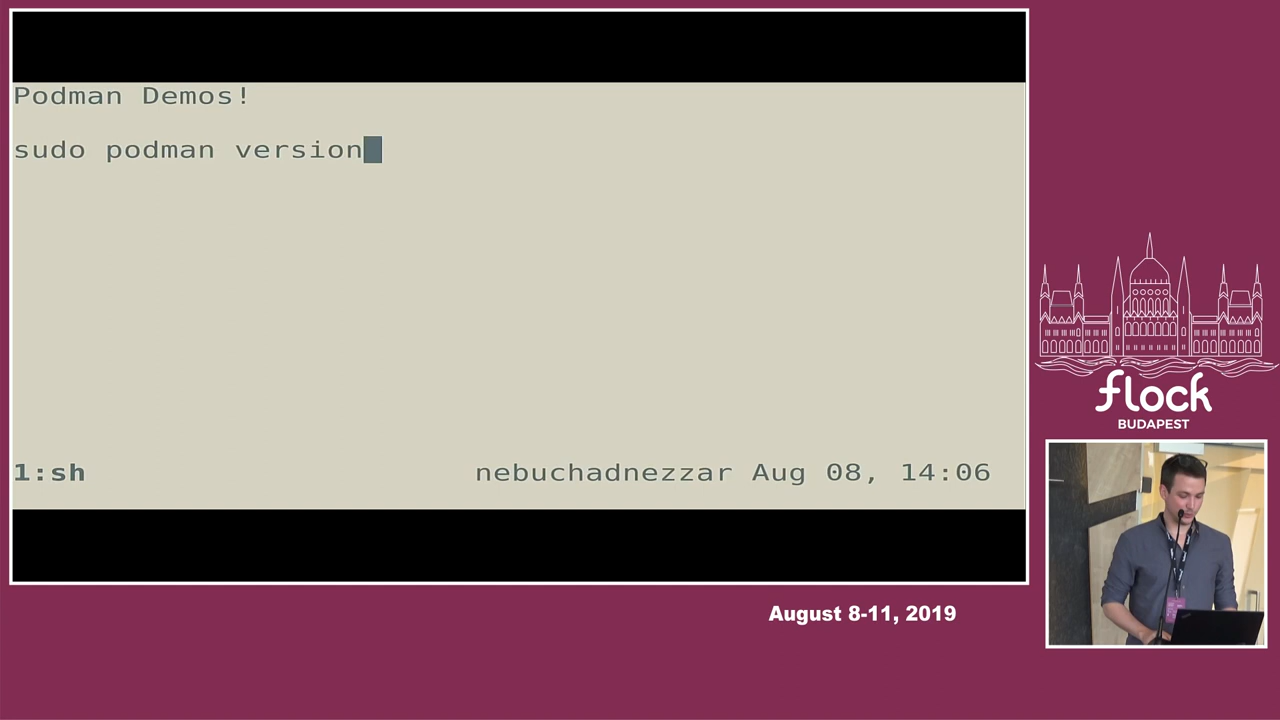 Podman Demos!
sudo podman version
1:sh
nebuchadnezzar Aug 08, 14:06
flock
BUDAPEST
August 8-11, 2019